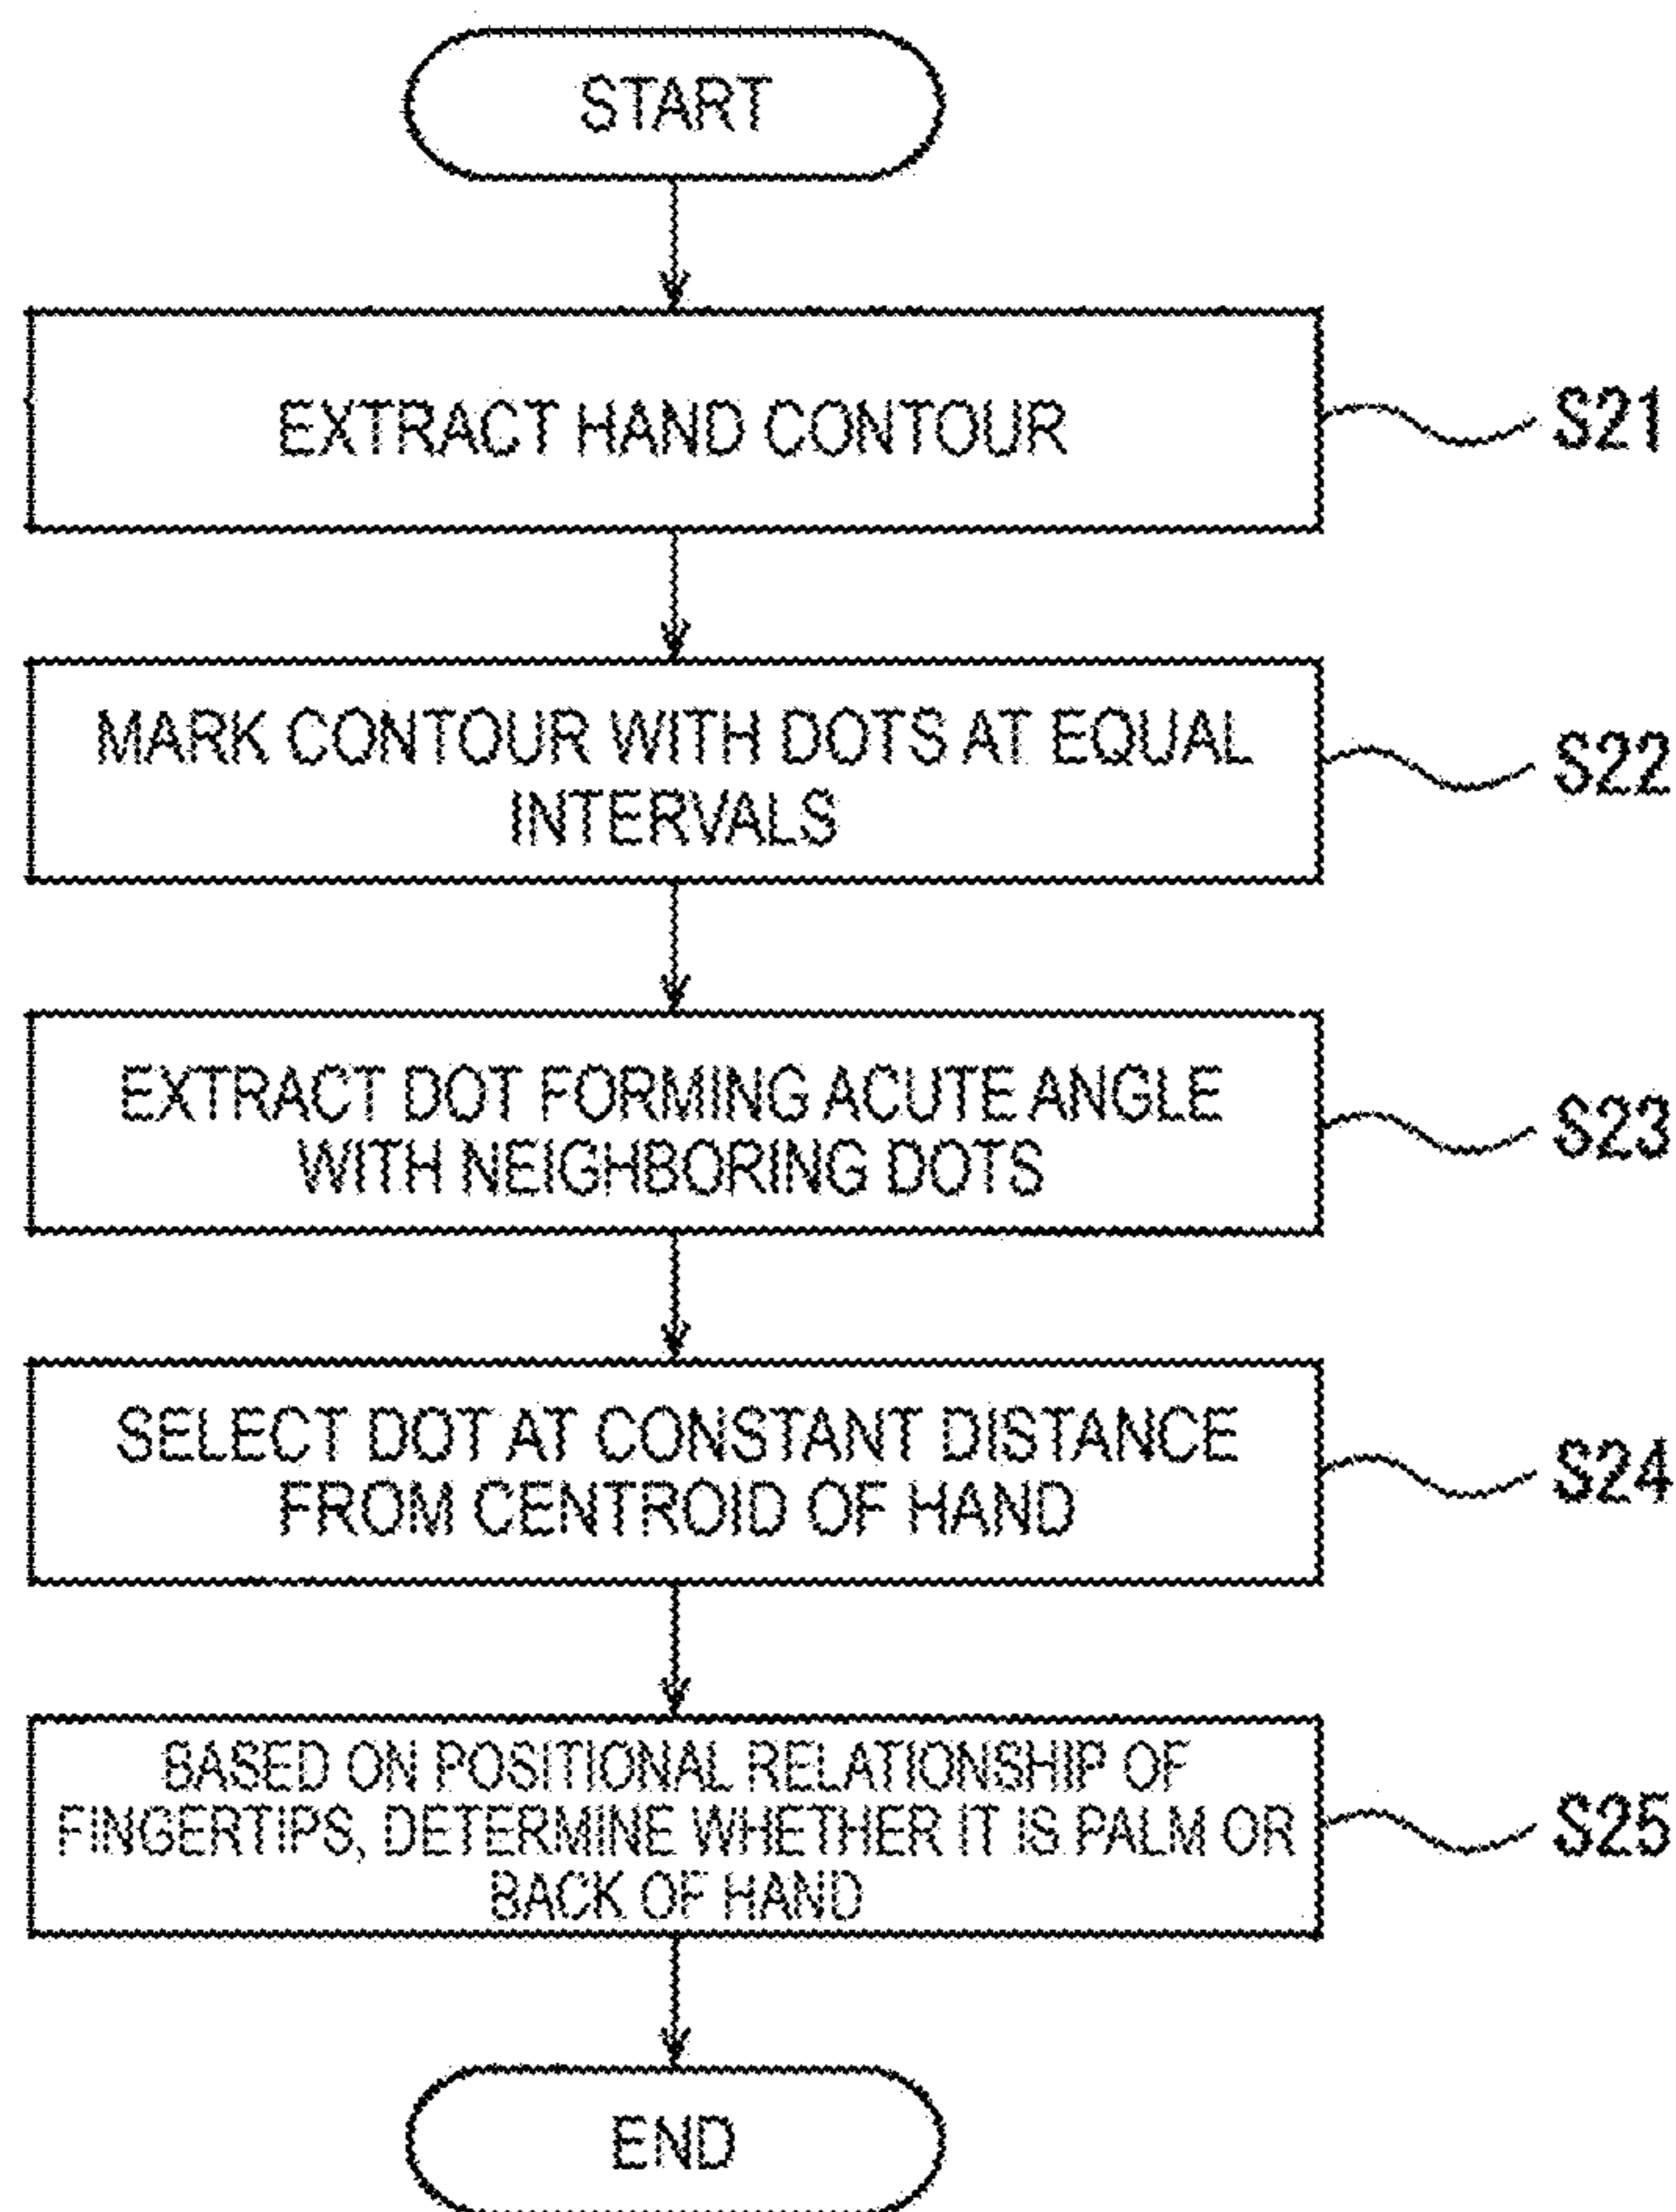 START
EXTRACT HAND CONTOUR
S21
MARK CONTOUR WITH DOTS AT EQUAL
INTERVALS
S22
EXTRACT DOT FORMING ACUTE ANGLE
WITH NEIGHBORING DOTS
S23
SELECT DOT AT CONSTANT DISTANCE
FROM CENTROID OF HAND
S24
BASED ON POSITIONAL RELATIONSHIP OF
FINGERTIPS, DETERMINE WHETHER IT IS PALM OR
BACK OF HAND
S25
END